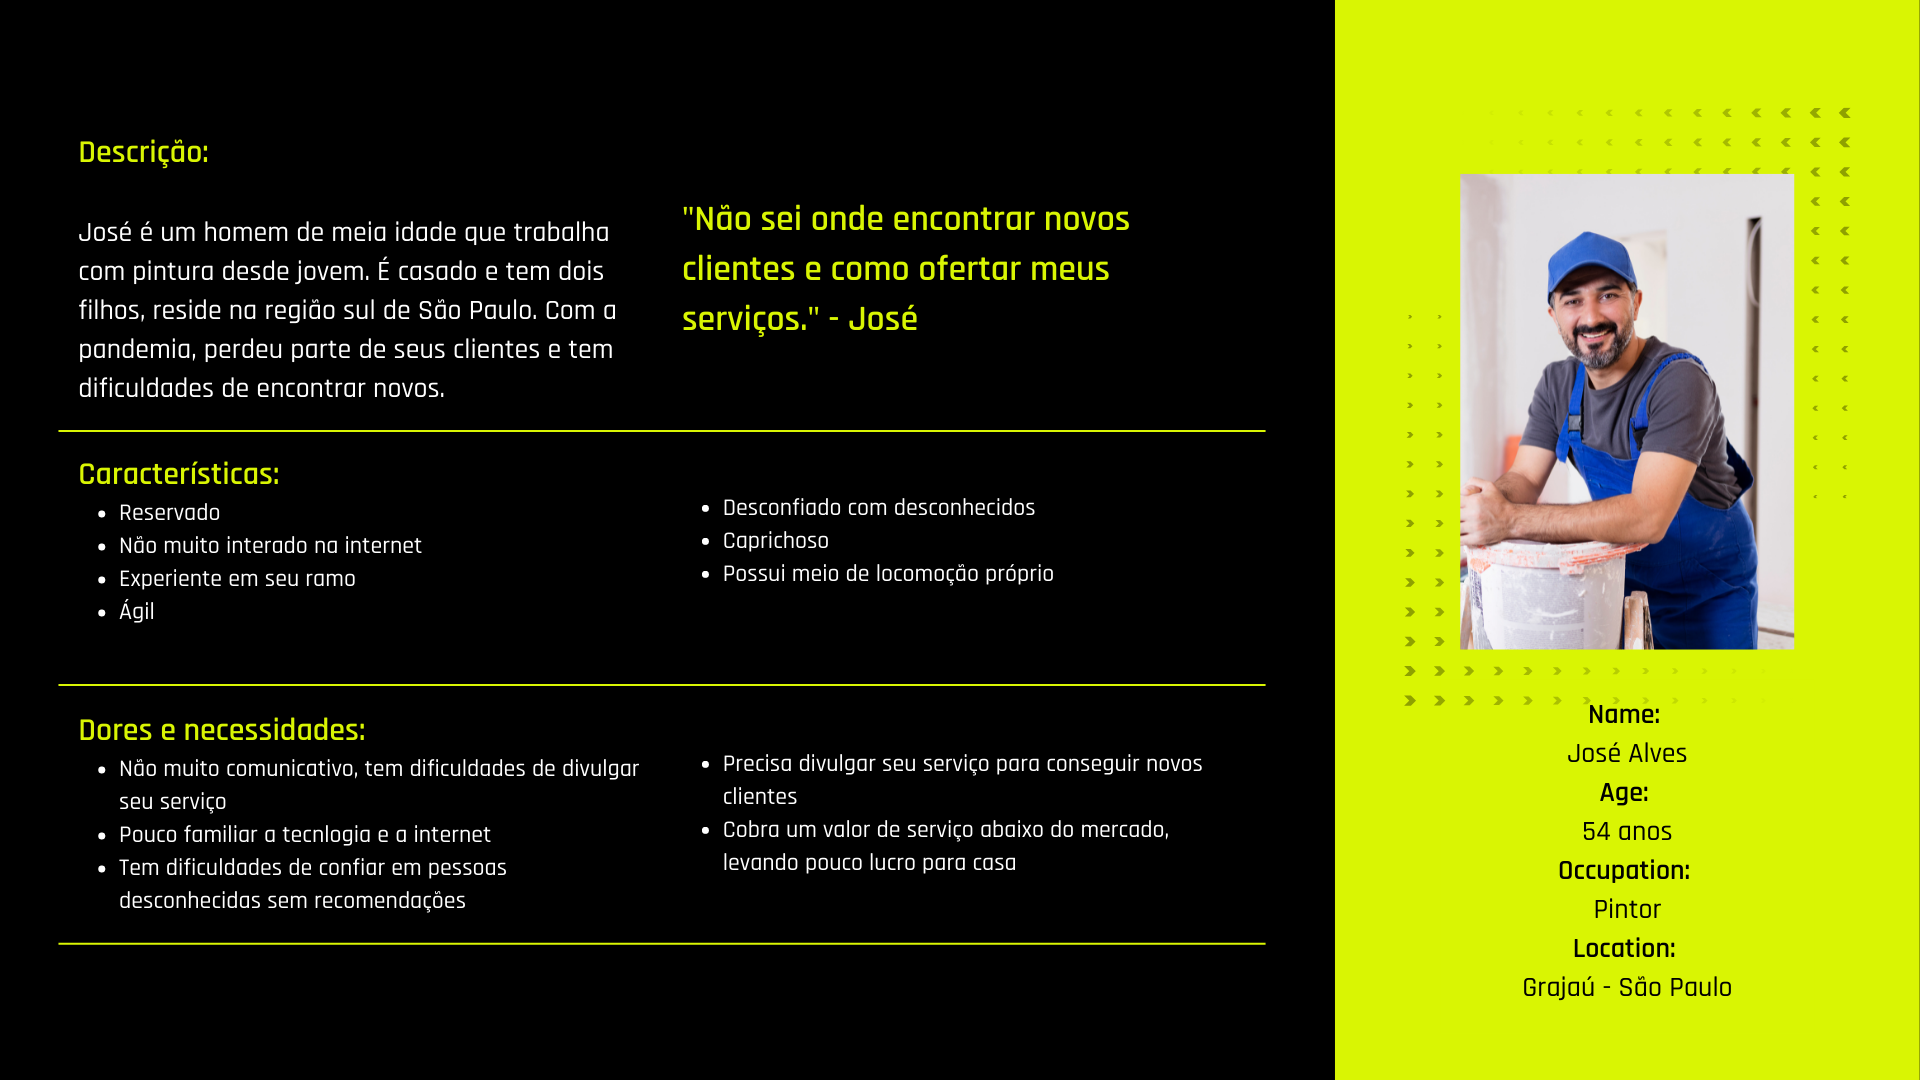 Descrição:
José é um homem de meia idade que trabalha
com pintura desde jovem. É casado e tem dois
filhos, reside na região sul de São Paulo. Com a
pandemia, perdeu parte de seus clientes e tem
dificuldades de encontrar novos.
"Não sei onde encontrar novos
clientes e como ofertar meus
serviços." - José
Características:
• Reservado
• Não muito interado na internet
• Experiente em seu ramo
• Ágil
• Desconfiado com desconhecidos
• Caprichoso
• Possui meio de locomoção próprio
Dores e necessidades:
• Não muito comunicativo, tem dificuldades de divulgar
seu serviço
• Pouco familiar a tecnlogia e a internet
• Tem dificuldades de confiar em pessoas
desconhecidas sem recomendações
• Precisa divulgar seu serviço para conseguir novos
clientes
• Cobra um valor de serviço abaixo do mercado,
levando pouco lucro para casa
Name:
José Alves
Age:
54 anos
Occupation:
Pintor
Location:
Grajaú - São Paulo